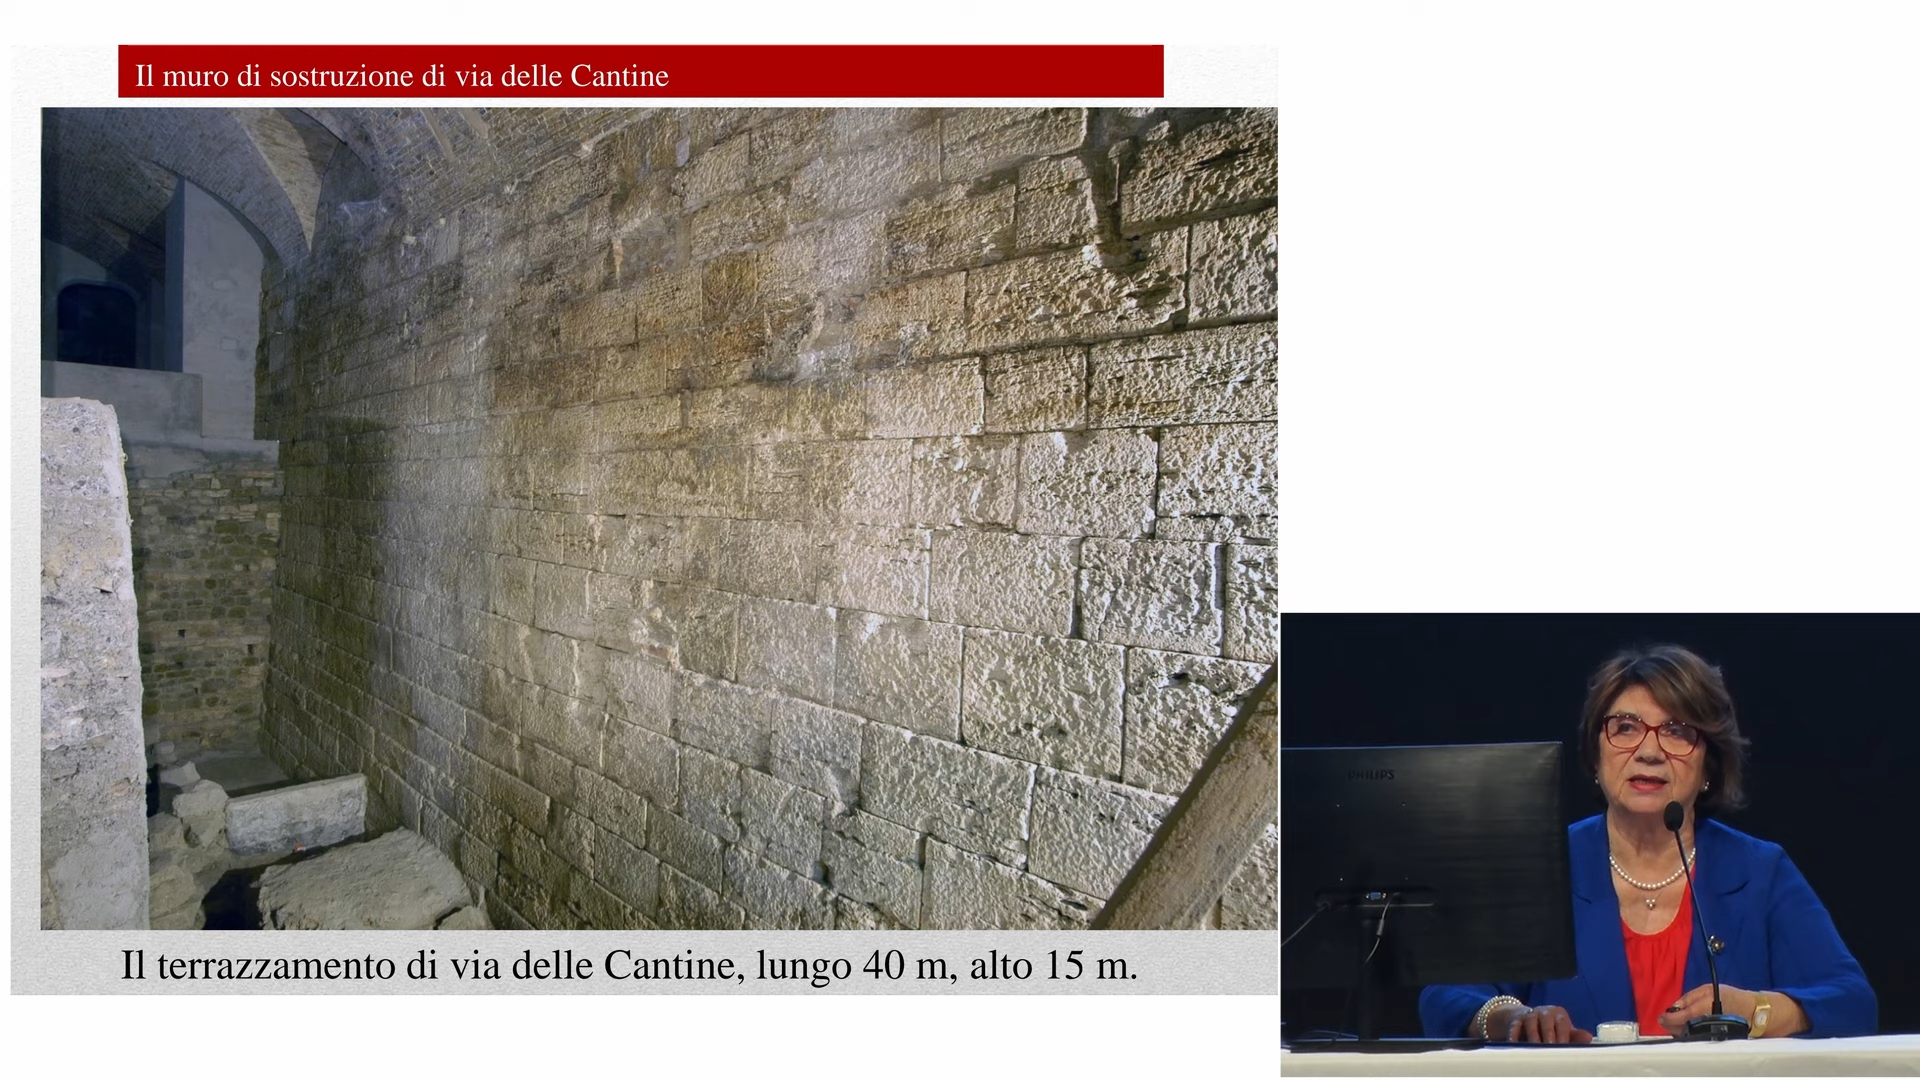 Il muro di sostruzione di via delle Cantine
Il terrazzamento di via delle Cantine, lungo 40 m, alto 15 m.
PHILIPS